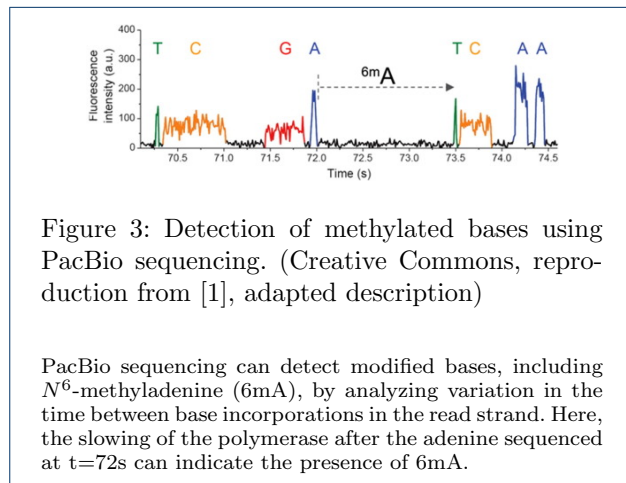 400
300
200
100
0
Fluorescence
intensity (a.u.)
T C G A ⁶ᵐA T C A A
70.5 71.0 71.5 72.0 72.5 73.0 73.5 74.0 74.5
Time (s)
Figure 3: Detection of methylated bases using
PacBio sequencing. (Creative Commons, repro-
duction from [1], adapted description)
PacBio sequencing can detect modified bases, including
N⁶-methyladenine (6mA), by analyzing variation in the
time between base incorporations in the read strand. Here,
the slowing of the polymerase after the adenine sequenced
at t=72s can indicate the presence of 6mA.